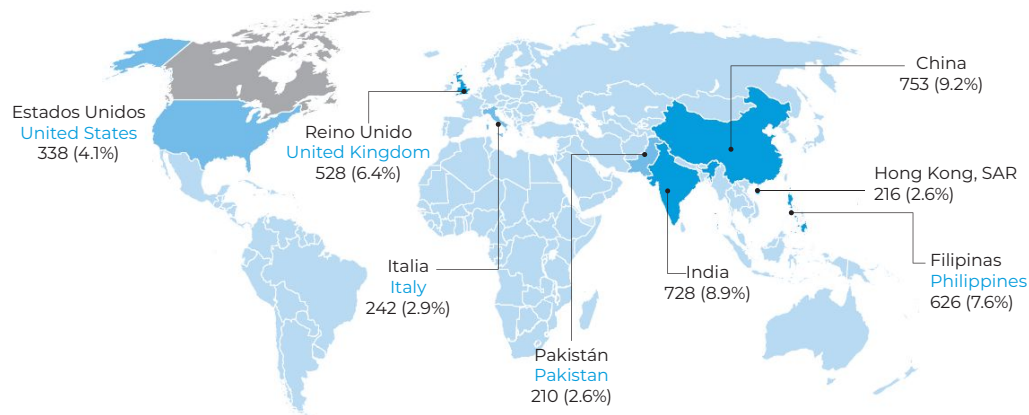 Estados Unidos
United States
338 (4.1%)
Reino Unido
United Kingdom
528 (6.4%)
Italia
Italy
242 (2.9%)
Pakistán
Pakistan
210 (2.6%)
India
728 (8.9%)
China
753 (9.2%)
Hong Kong, SAR
216 (2.6%)
Filipinas
Philippines
626 (7.6%)